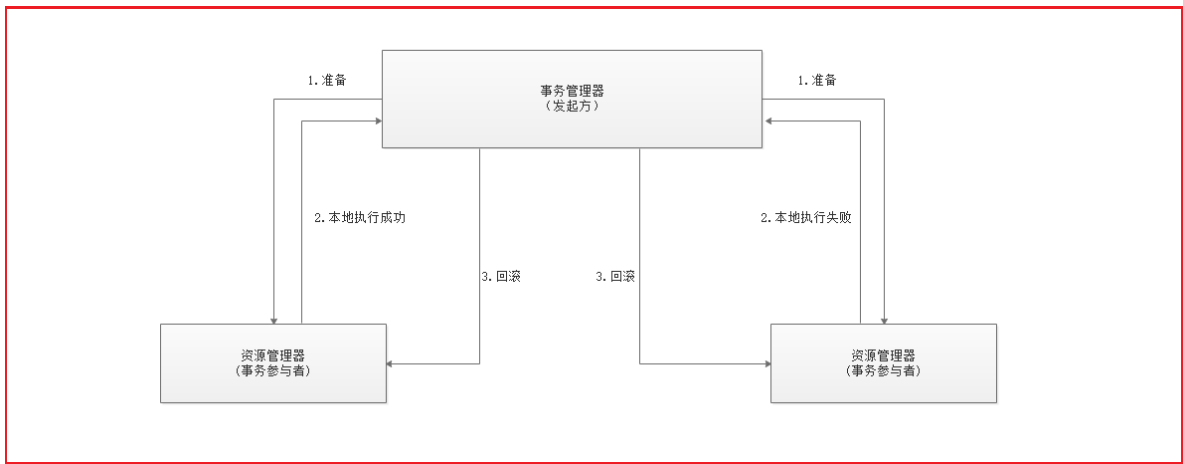 1.准备
1.准备
事务管理器
（发起方）
2.本地执行成功
2.本地执行失败
3.回滚
3.回滚
资源管理器
(事务参与者)
资源管理器
(事务参与者)